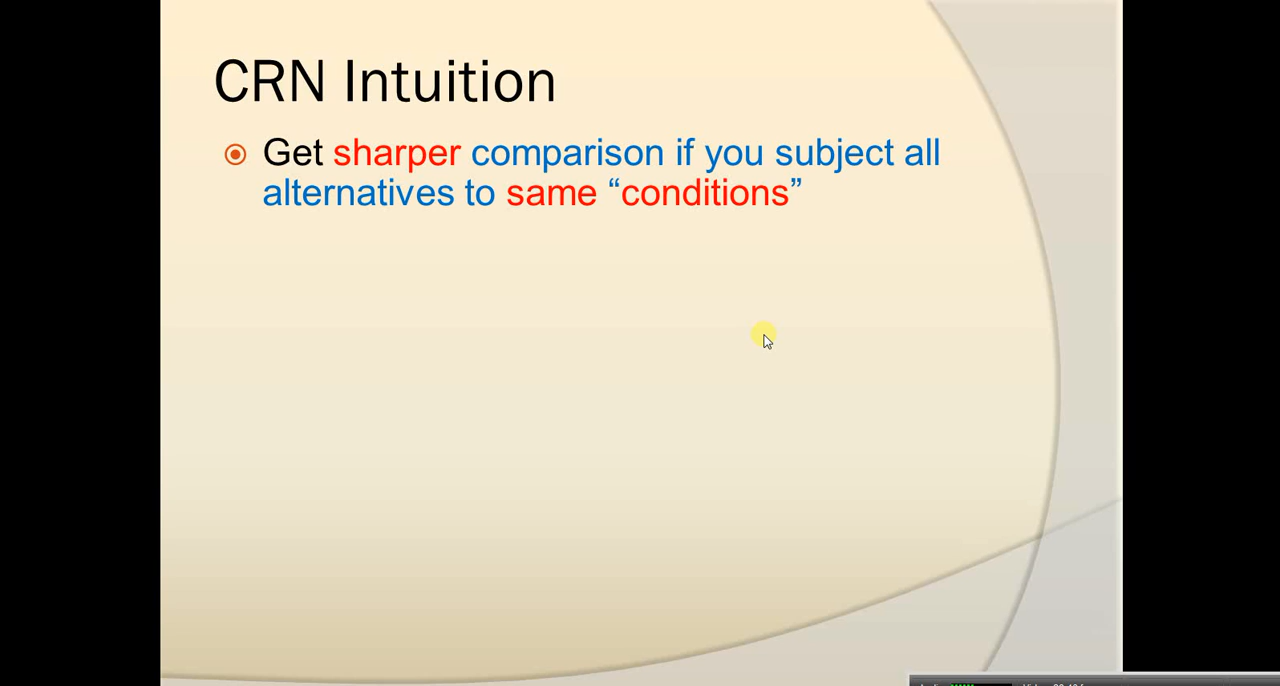 CRN Intuition
Get sharper comparison if you subject all
alternatives to same “conditions”